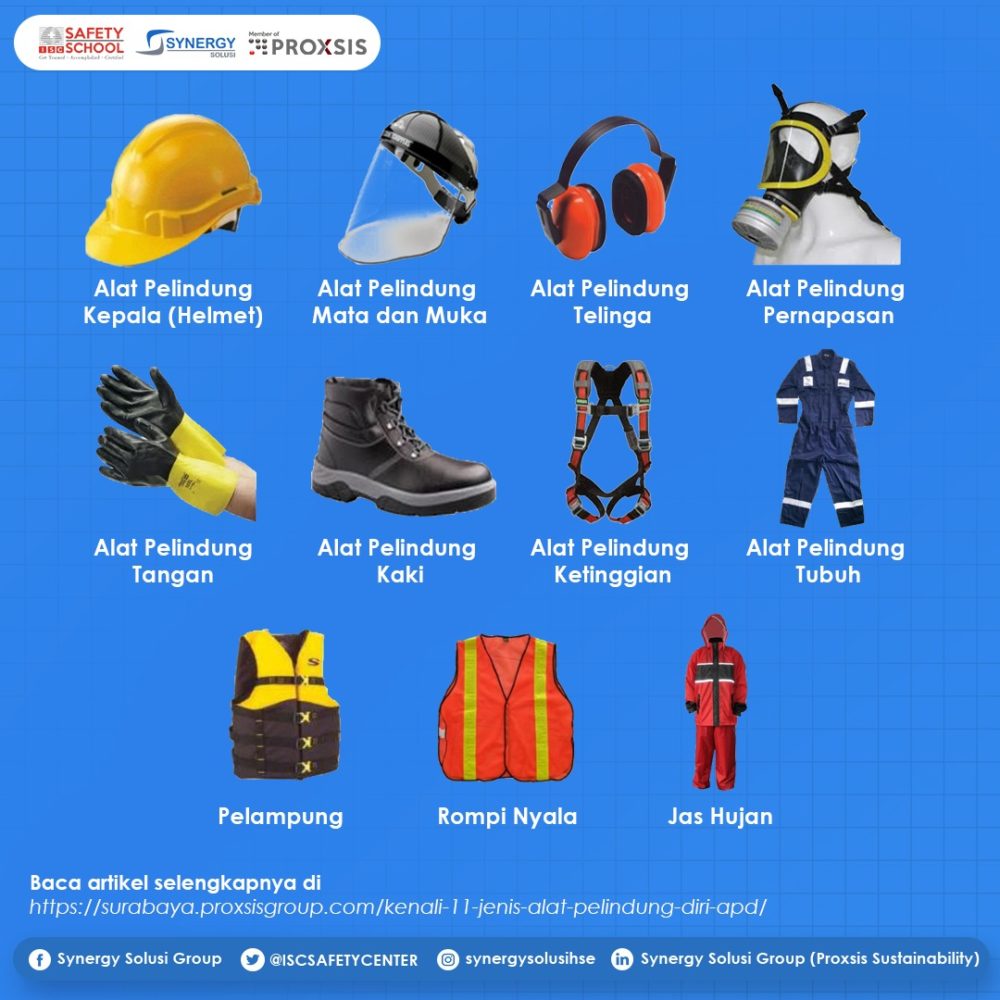 ISC SAFETY SCHOOL
Get Trained - Accomplished - Certified
SYNERGY SOLUSI
Member of
PROXSIS
Alat Pelindung
Kepala (Helmet)
Alat Pelindung
Mata dan Muka
Alat Pelindung
Telinga
Alat Pelindung
Pernapasan
Alat Pelindung
Tangan
Alat Pelindung
Kaki
Alat Pelindung
Ketinggian
Alat Pelindung
Tubuh
Pelampung
Rompi Nyala
Jas Hujan
Baca artikel selengkapnya di
https://surabaya.proxsisgroup.com/kenali-11-jenis-alat-pelindung-diri-apd/
Synergy Solusi Group
@ISCSAFETYCENTER
synergysolusihse
Synergy Solusi Group (Proxsis Sustainability)